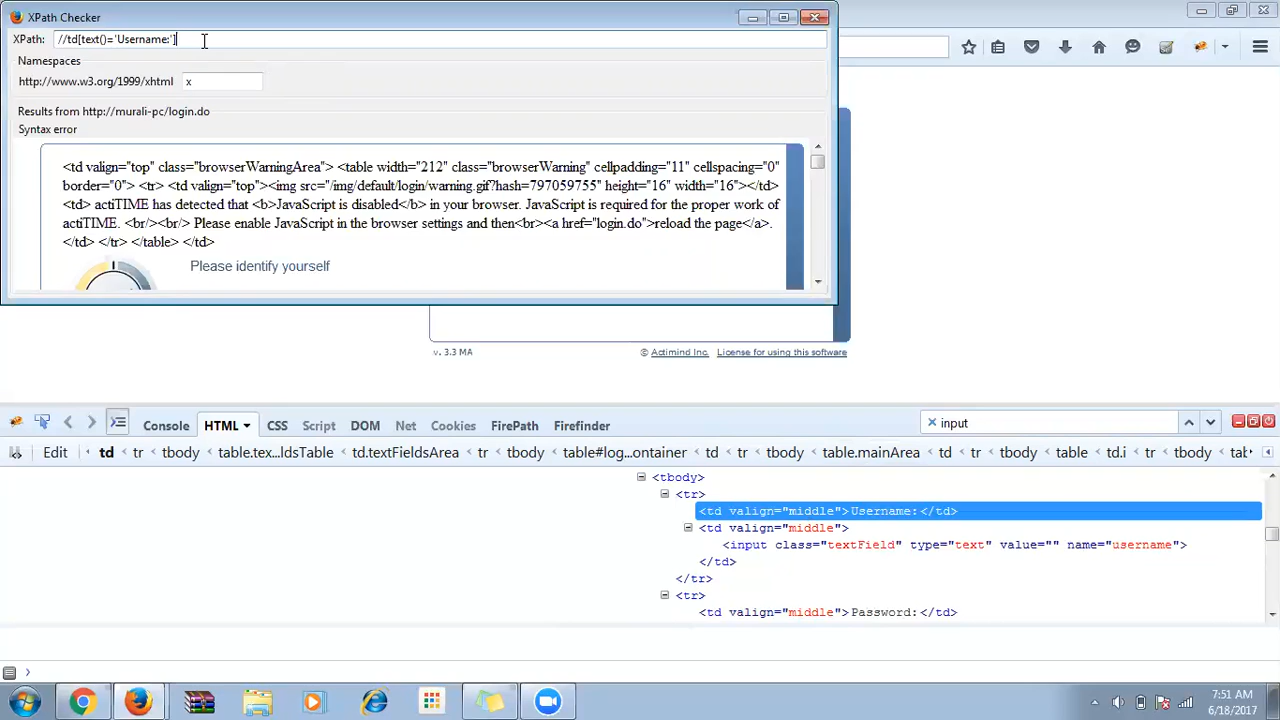 XPath Checker
XPath: //td[text()='Username:']
Namespaces
http://www.w3.org/1999/xhtml x
Results from http://murali-pc/login.do
Syntax error
<td valign="top" class="browserWarningArea"> <table width="212" class="browserWarning" cellpadding="11" cellspacing="0"
border="0"> <tr> <td valign="top"><img src="/img/default/login/warning.gif?hash=797059755" height="16" width="16"></td>
<td> actiTIME has detected that <b>JavaScript is disabled</b> in your browser. JavaScript is required for the proper work of
actiTIME. <br/><br/> Please enable JavaScript in the browser settings and then<br><a href="login.do">reload the page</a>.
</td> </tr> </table> </td>
Please identify yourself
v. 3.3 MA © Actimind Inc. License for using this software
Console HTML CSS Script DOM Net Cookies FirePath Firefinder input
Edit td tr tbody table.tex...ldsTable td.textFieldsArea tr tbody table#log...ontainer td tr tbody table.mainArea td tr tbody table td.i tr tbody tab
<tbody>
<tr>
<td valign="middle">Username:</td>
<td valign="middle">
<input class="textField" type="text" value="" name="username">
</td>
</tr>
<tr>
<td valign="middle">Password:</td>
7:51 AM
6/18/2017